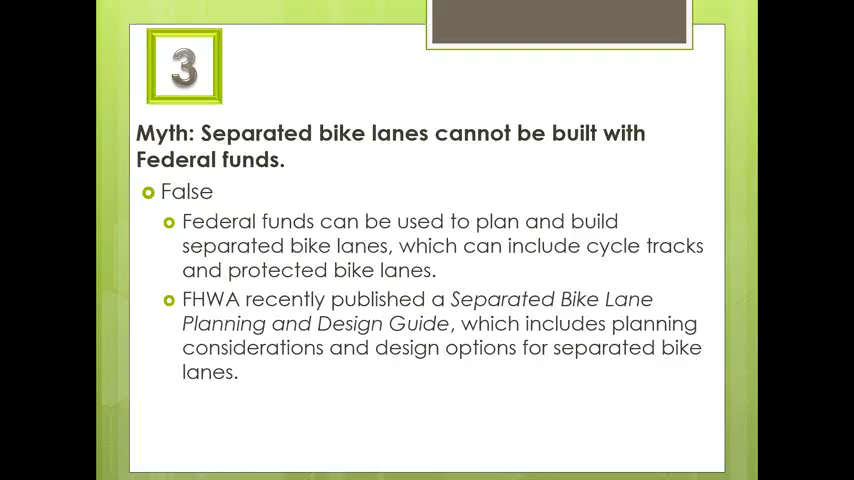 3
Myth: Separated bike lanes cannot be built with
Federal funds.
False
Federal funds can be used to plan and build
separated bike lanes, which can include cycle tracks
and protected bike lanes.
FHWA recently published a Separated Bike Lane
Planning and Design Guide, which includes planning
considerations and design options for separated bike
lanes.